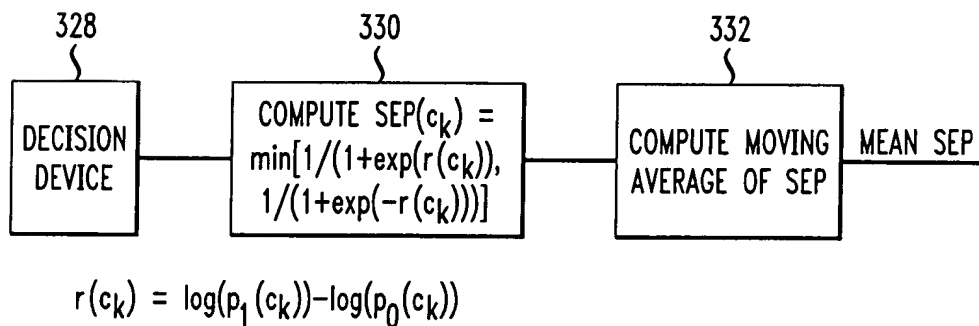 328
330
332
DECISION
DEVICE
COMPUTE SEP(c_k) =
min[1/(1+exp(r(c_k)),
1/(1+exp(-r(c_k)))]
COMPUTE MOVING
AVERAGE OF SEP
MEAN SEP
r(c_k) = log(p_1(c_k))-log(p_0(c_k))